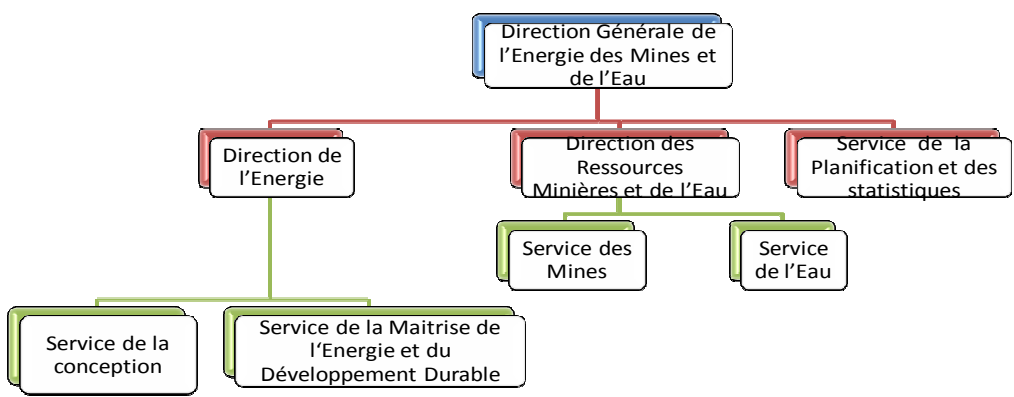 Direction Générale de
l’Energie des Mines et
de l’Eau
Direction de
l’Energie
Direction des
Ressources
Minières et de l’Eau
Service de la
Planification et des
statistiques
Service des
Mines
Service
de l’Eau
Service de la
conception
Service de la Maitrise de
l‘Energie et du
Développement Durable